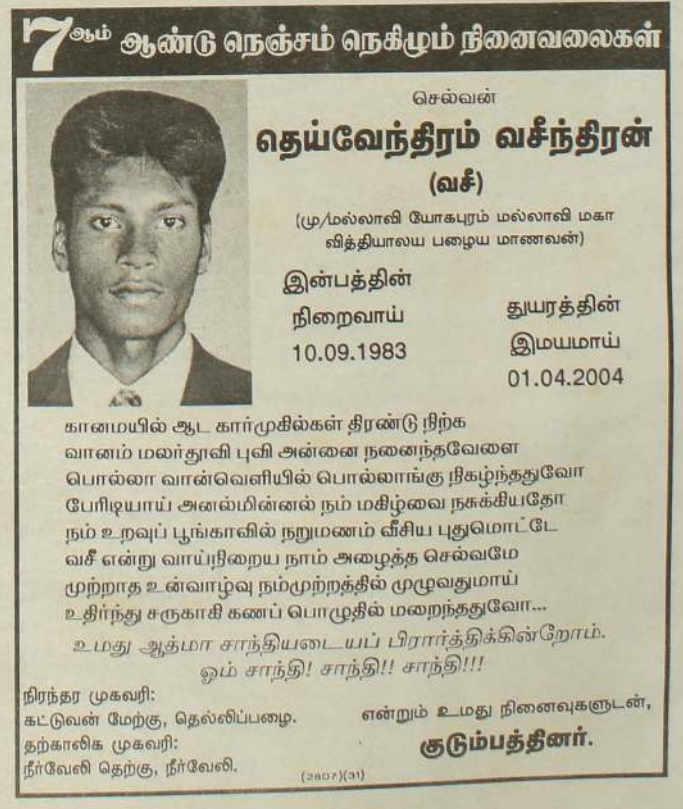 7ஆம் ஆண்டு நெஞ்சம் நெகிழும் நினைவலைகள்
செல்வன்
தெய்வேந்திரம் வசீந்திரன்
(வசீ)
(மு/மல்லாவி யோகபுரம் மல்லாவி மகா
வித்தியாலய பழைய மாணவன்)
இன்பத்தின்
நிறைவாய்
10.09.1983
துயரத்தின்
இமயமாய்
01.04.2004
கானமயில் ஆட கார்முகில்கள் திரண்டு நிற்க
வானம் மலர்தூவி புவி அன்னை நனைந்தவேளை
பொல்லா வான்வெளியில் பொல்லாங்கு நிகழ்ந்ததுவோ
பேரிடியாய் அனல்மின்னல் நம் மகிழ்வை நசுக்கியதோ
நம் உறவுப் பூங்காவில் நறுமணம் வீசிய புதுமொட்டே
வசீ என்று வாய்நிறைய நாம் அழைத்த செல்வமே
முற்றாத உன்வாழ்வு நம்முற்றத்தில் முழுவதுமாய்
உதிர்ந்து சருகாகி கணப் பொழுதில் மறைந்ததுவோ...
உமது ஆத்மா சாந்தியடையப் பிரார்த்திக்கின்றோம்.
ஓம் சாந்தி! சாந்தி!! சாந்தி!!!
நிரந்தர முகவரி:
கட்டுவன் மேற்கு, தெல்லிப்பழை.
தற்காலிக முகவரி:
நீர்வேலி தெற்கு, நீர்வேலி.
என்றும் உமது நினைவுகளுடன்,
குடும்பத்தினர்.
(2807)(31)